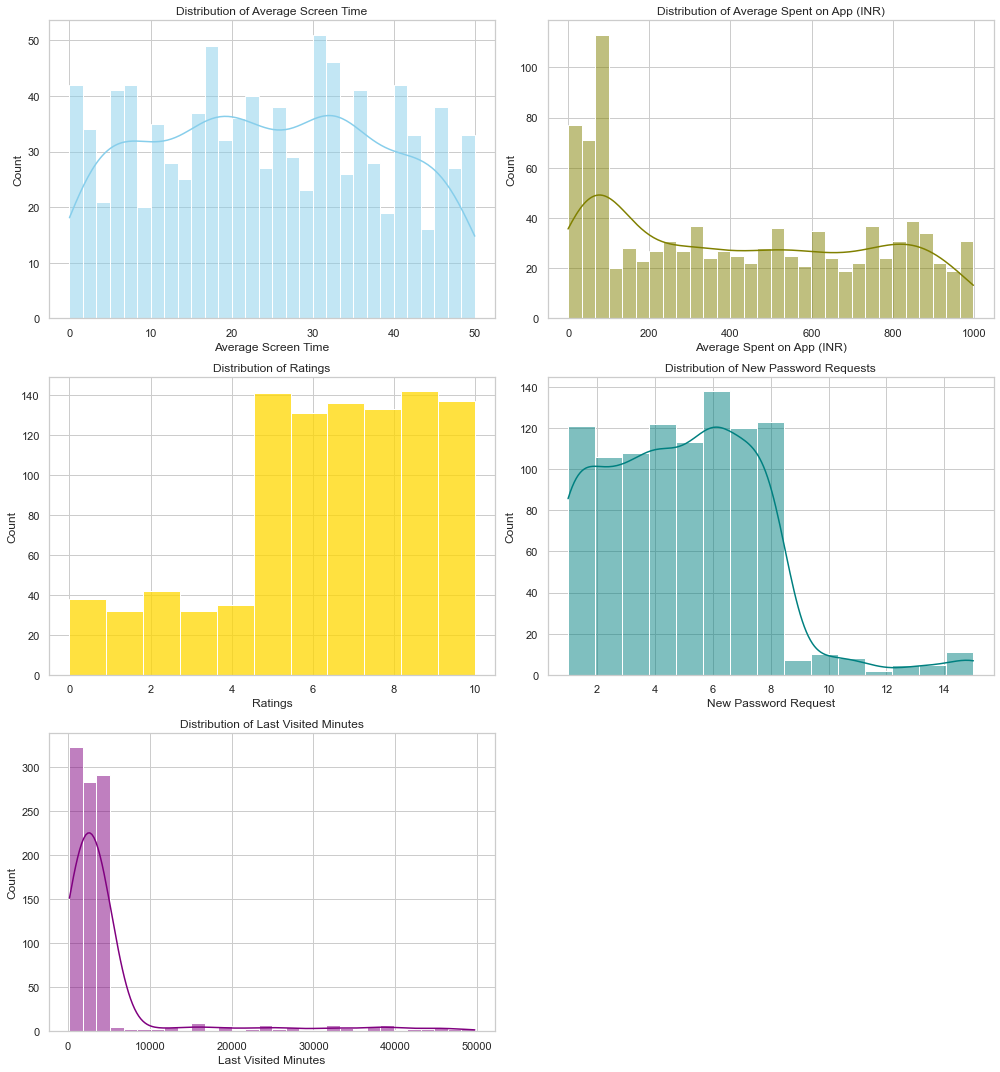 Distribution of Average Screen Time
50
40
30
20
10
0
Count
0 10 20 30 40 50
Average Screen Time
Distribution of Average Spent on App (INR)
100
80
60
40
20
0
Count
0 200 400 600 800 1000
Average Spent on App (INR)
Distribution of Ratings
140
120
100
80
60
40
20
0
Count
0 2 4 6 8 10
Ratings
Distribution of New Password Requests
140
120
100
80
60
40
20
0
Count
2 4 6 8 10 12 14
New Password Request
Distribution of Last Visited Minutes
300
250
200
150
100
50
0
Count
0 10000 20000 30000 40000 50000
Last Visited Minutes